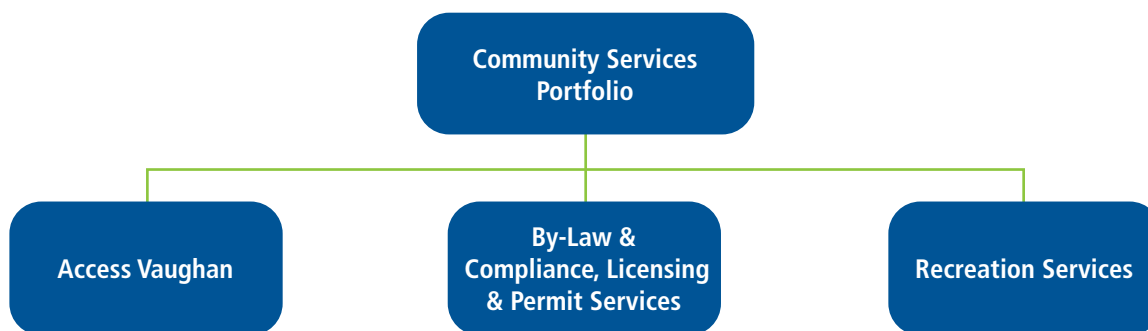 Community Services
Portfolio
Access Vaughan
By-Law &
Compliance, Licensing
& Permit Services
Recreation Services